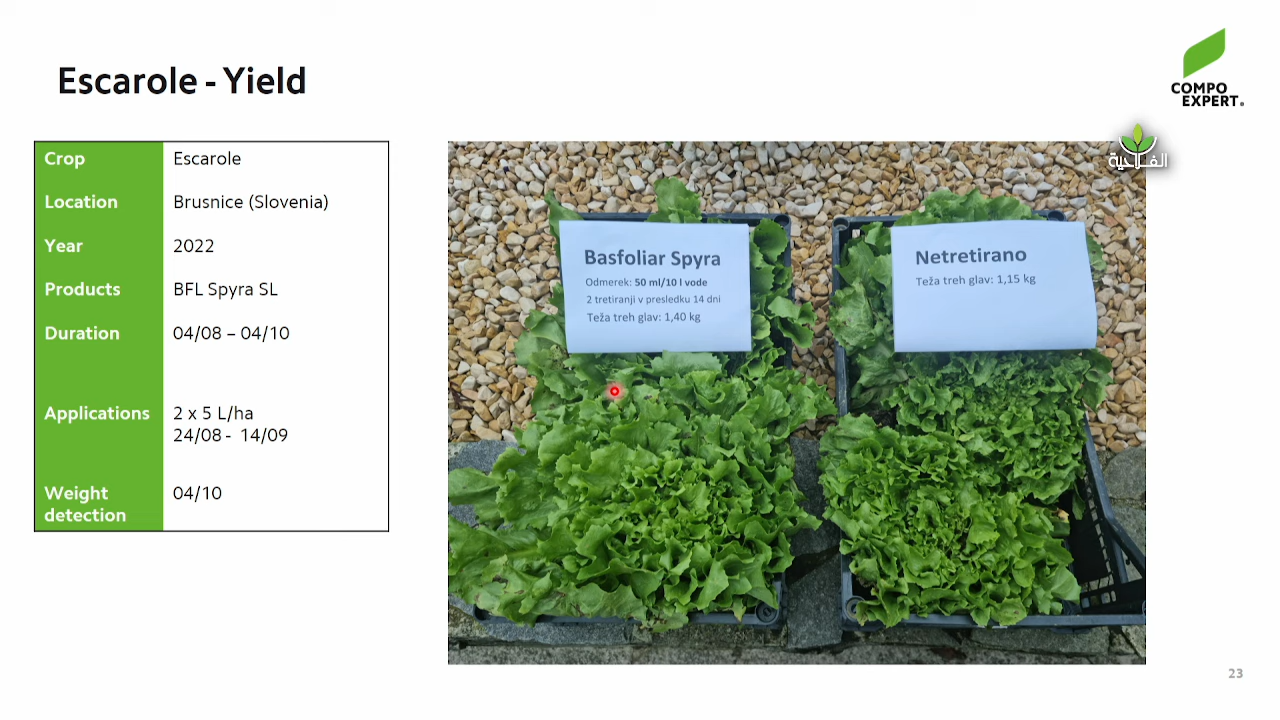 Escarole - Yield
COMPO
EXPERT®
الفلاحية
Crop Escarole
Location Brusnice (Slovenia)
Year 2022
Products BFL Spyra SL
Duration 04/08 – 04/10
Applications 2 x 5 L/ha
24/08 - 14/09
Weight detection 04/10
Basfoliar Spyra
Odmerek: 50 ml/10 l vode
2 tretiranji v presledku 14 dni
Teža treh glav: 1,40 kg
Netretirano
Teža treh glav: 1,15 kg
23